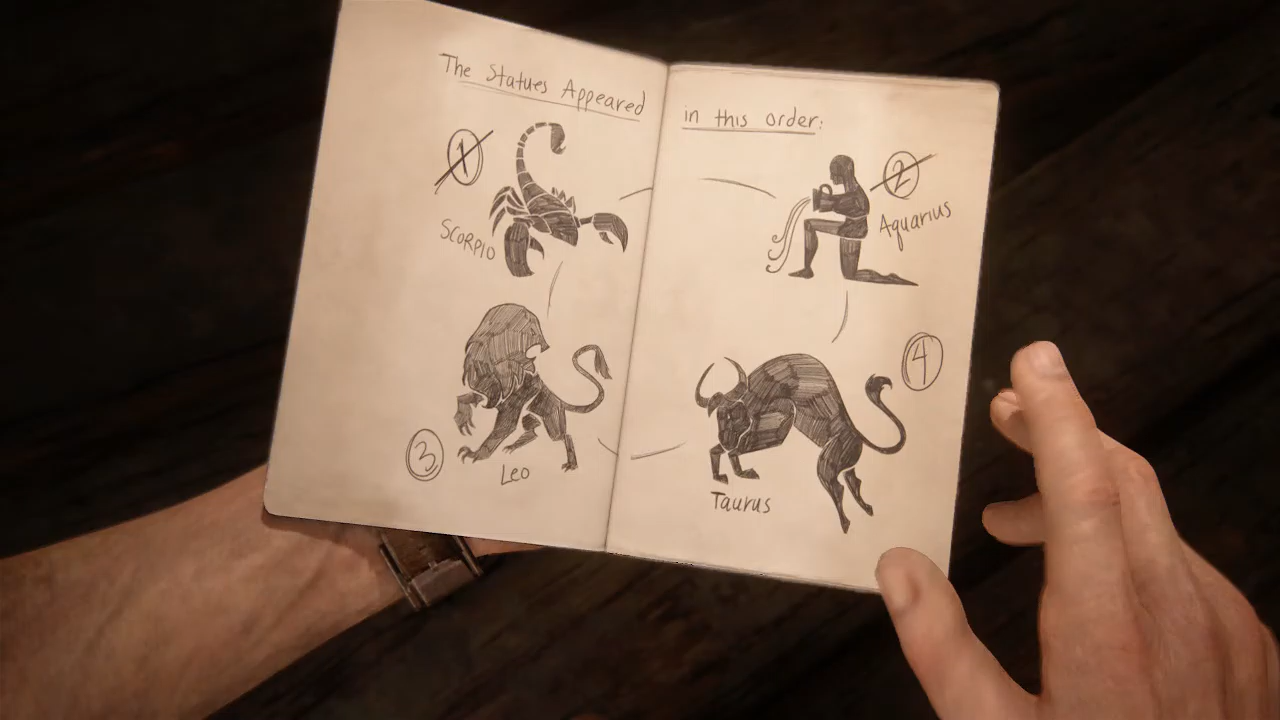 The Statues Appeared
in this order:
1
2
SCORPIO
Aquarius
3
4
Leo
Taurus